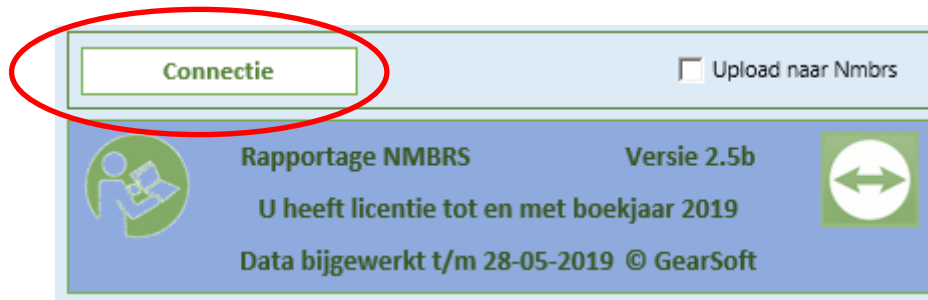 Connectie
Upload naar Nmbrs
Rapportage NMBRS Versie 2.5b
U heeft licentie tot en met boekjaar 2019
Data bijgewerkt t/m 28-05-2019 © GearSoft